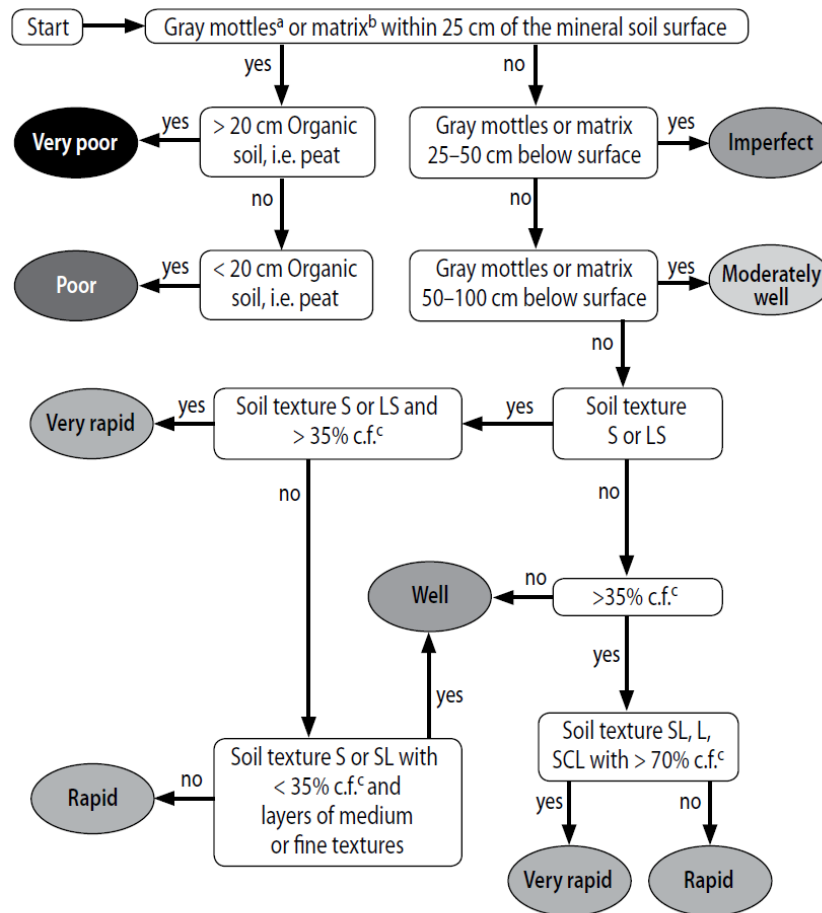 Start
Gray mottlesᵃ or matrixᵇ within 25 cm of the mineral soil surface
yes
no
Very poor
yes
> 20 cm Organic
soil, i.e. peat
Gray mottles or matrix
25–50 cm below surface
yes
Imperfect
no
no
Poor
yes
< 20 cm Organic
soil, i.e. peat
Gray mottles or matrix
50–100 cm below surface
yes
Moderately
well
no
Very rapid
yes
Soil texture S or LS and
> 35% c.f.ᶜ
yes
Soil texture
S or LS
no
no
Well
no
>35% c.f.ᶜ
yes
yes
Rapid
no
Soil texture S or SL with
< 35% c.f.ᶜ and
layers of medium
or fine textures
Soil texture SL, L,
SCL with > 70% c.f.ᶜ
yes
no
Very rapid
Rapid